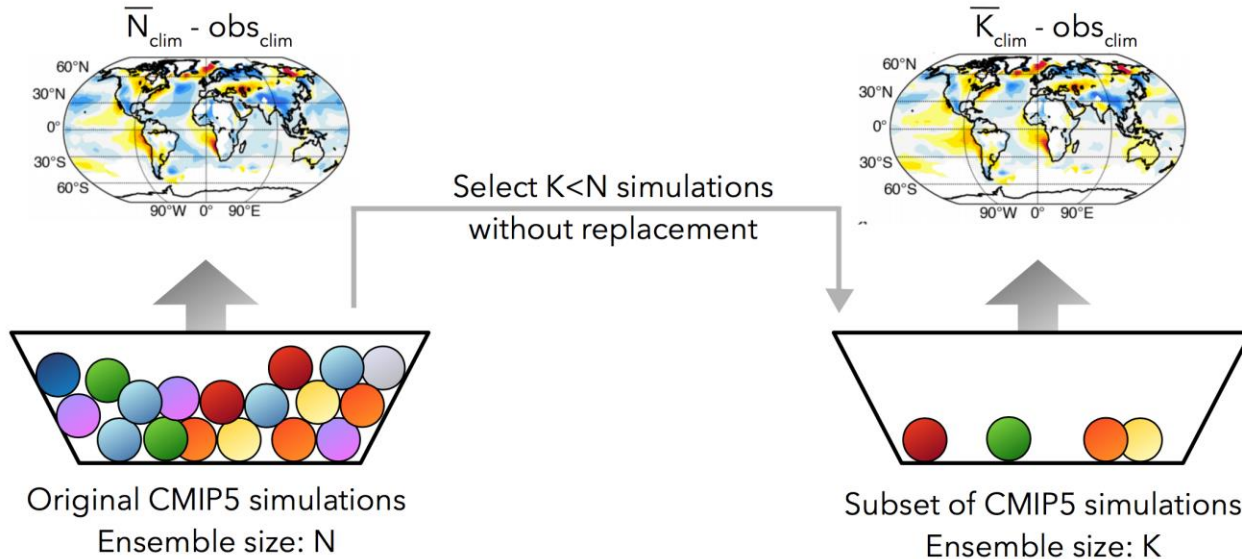 N̅clim - obsclim
K̅clim - obsclim
60°N
30°N
0°
30°S
60°S
90°W 0° 90°E
60°N
30°N
0°
30°S
60°S
90°W 0° 90°E
Select K<N simulations
without replacement
Original CMIP5 simulations
Ensemble size: N
Subset of CMIP5 simulations
Ensemble size: K